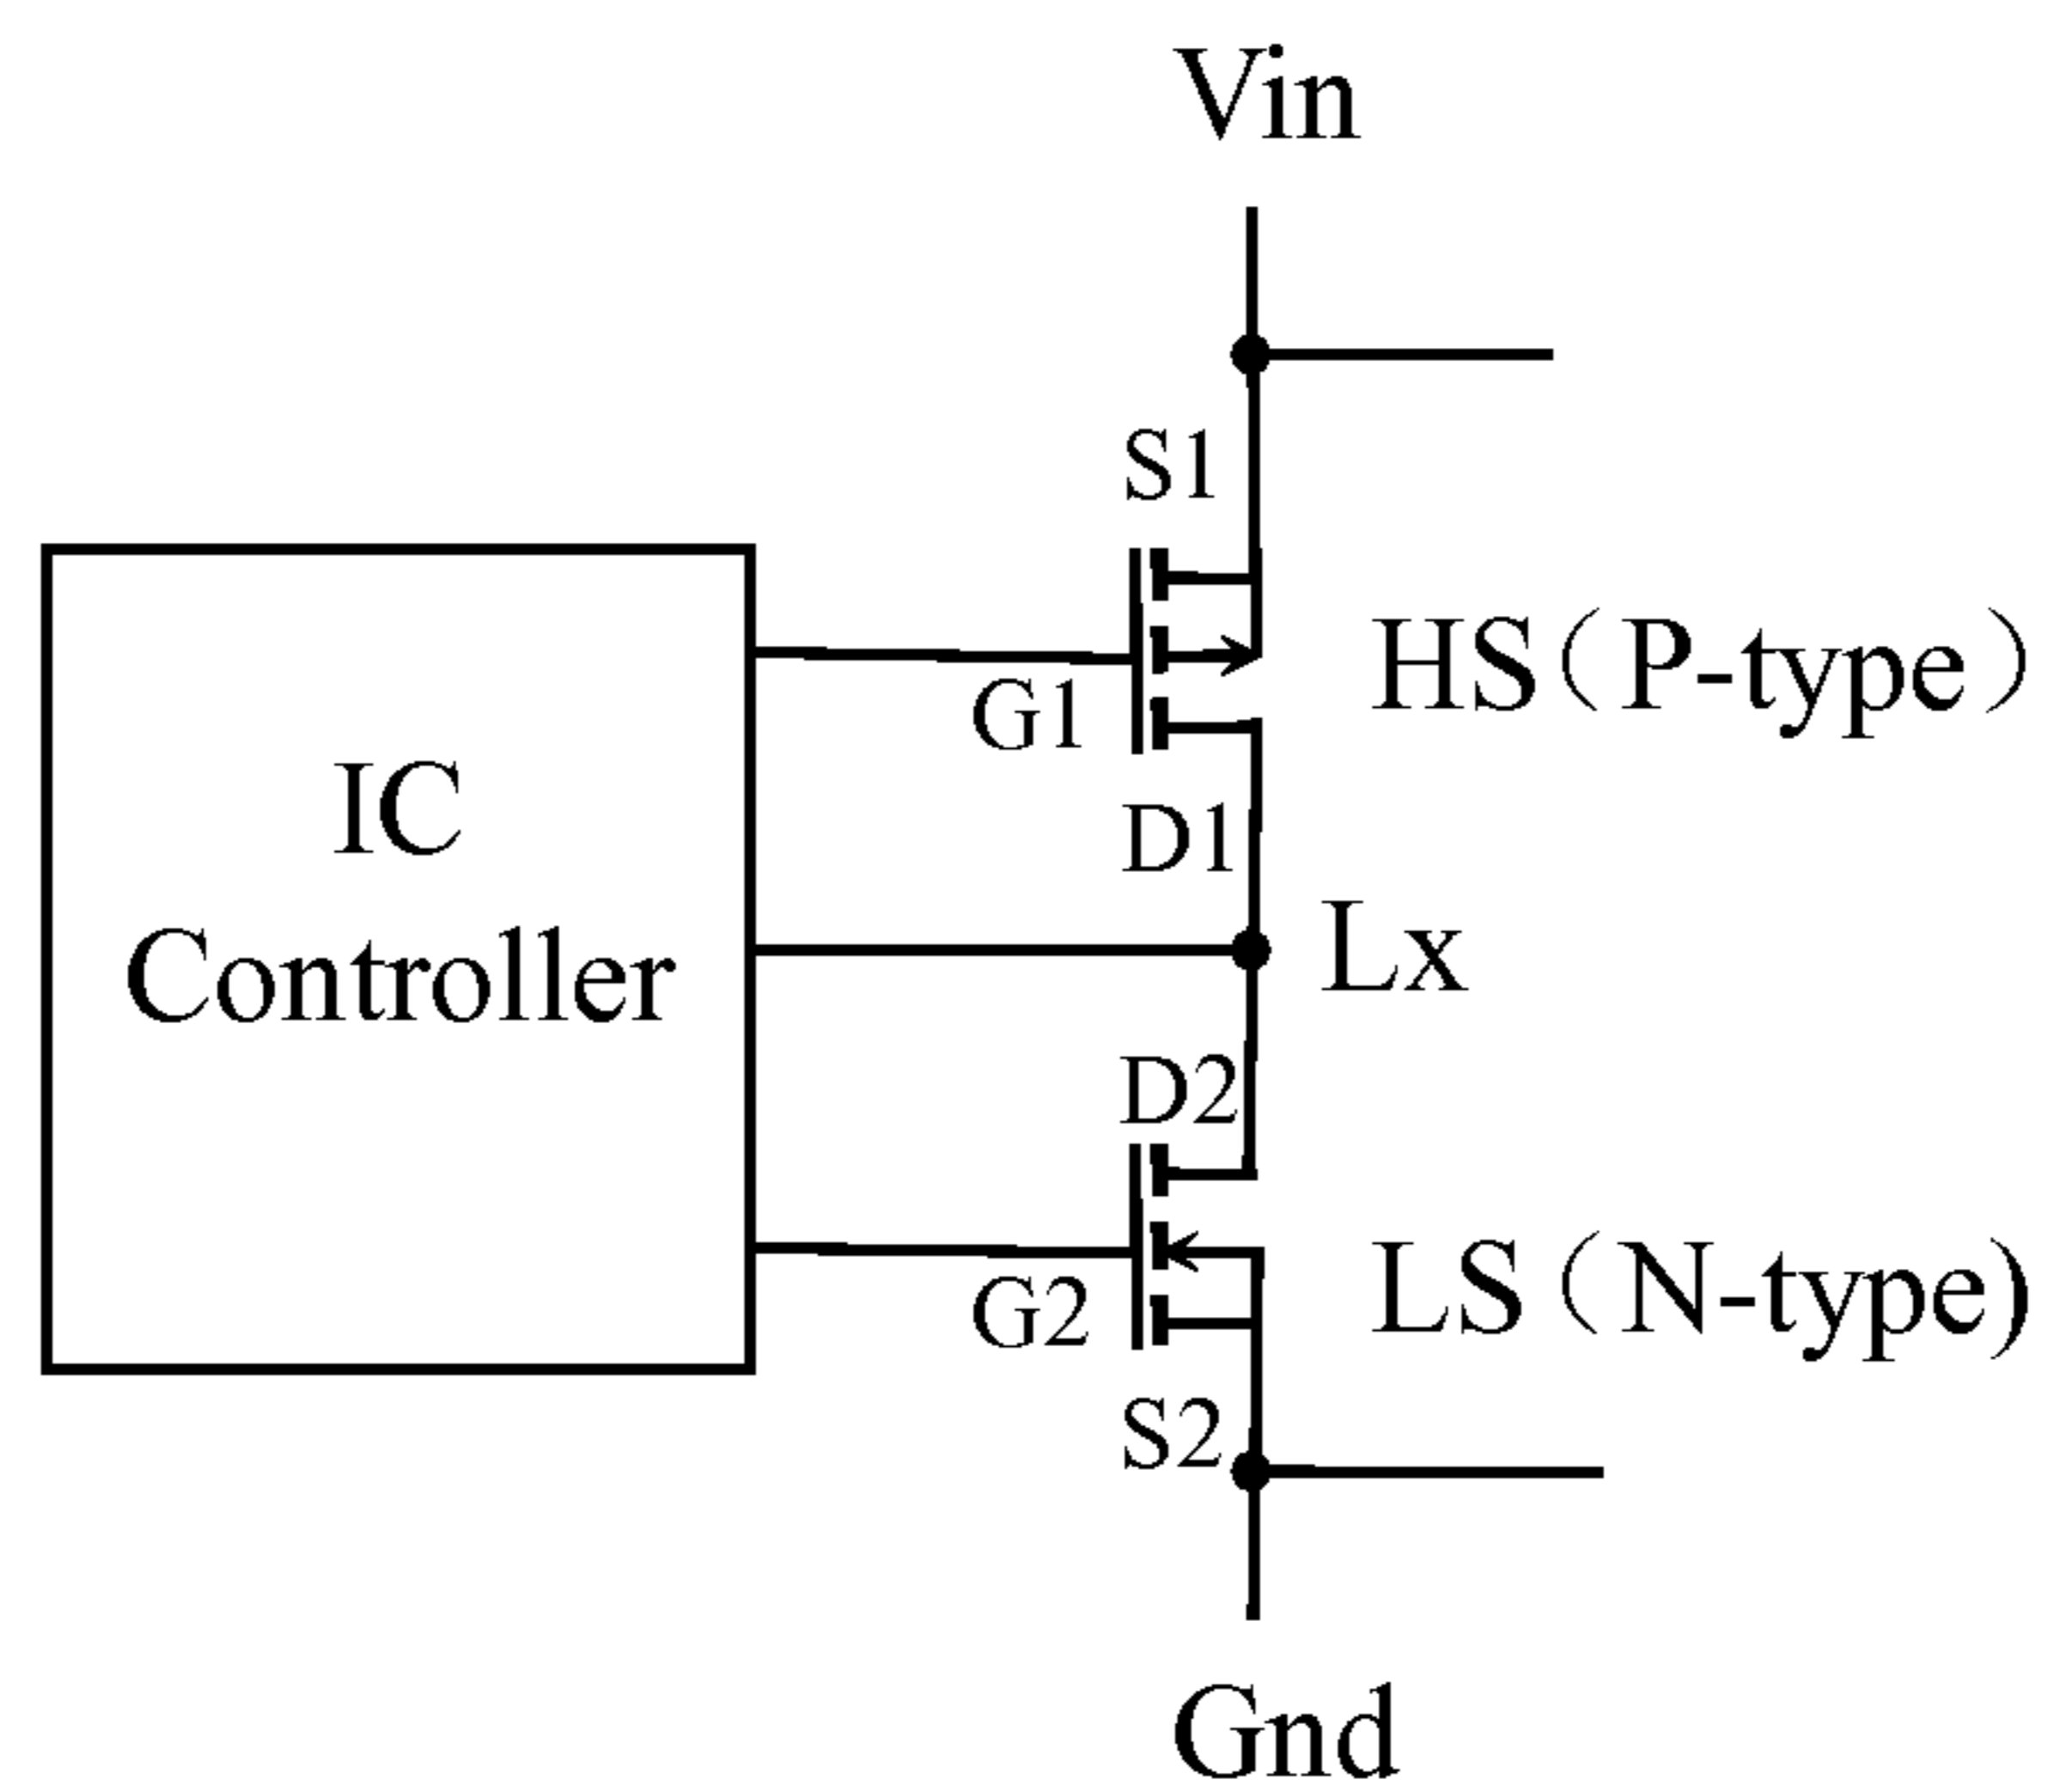 Vin
S1
HS（P-type）
G1
IC
Controller
D1
Lx
D2
LS（N-type)
G2
S2
Gnd